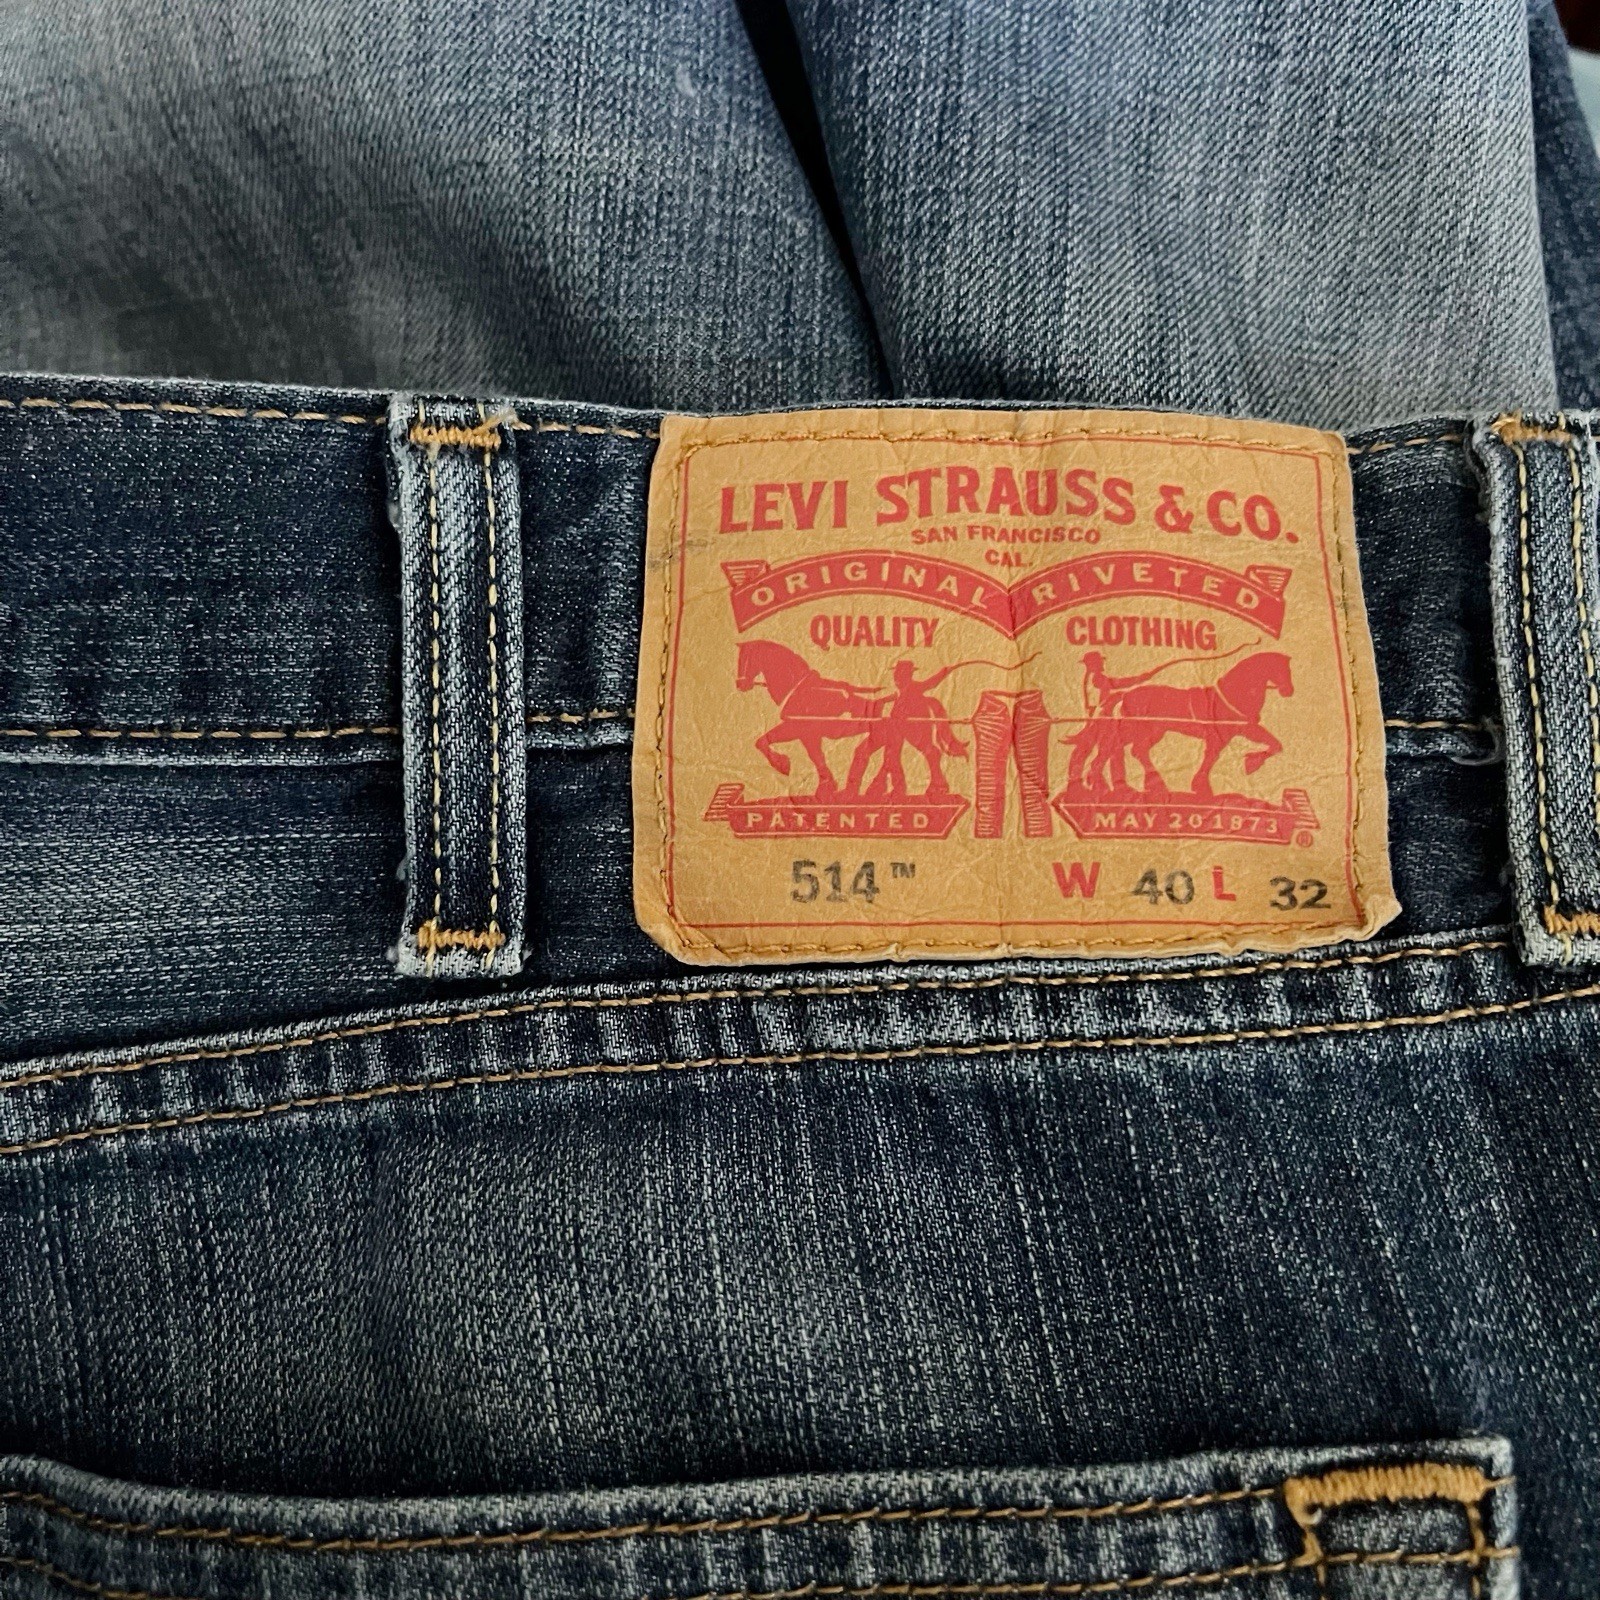 LEVI STRAUSS & CO.
SAN FRANCISCO
CAL.
ORIGINAL RIVETED
QUALITY CLOTHING
PATENTED MAY 20 1873 ®
514™ W 40 L 32